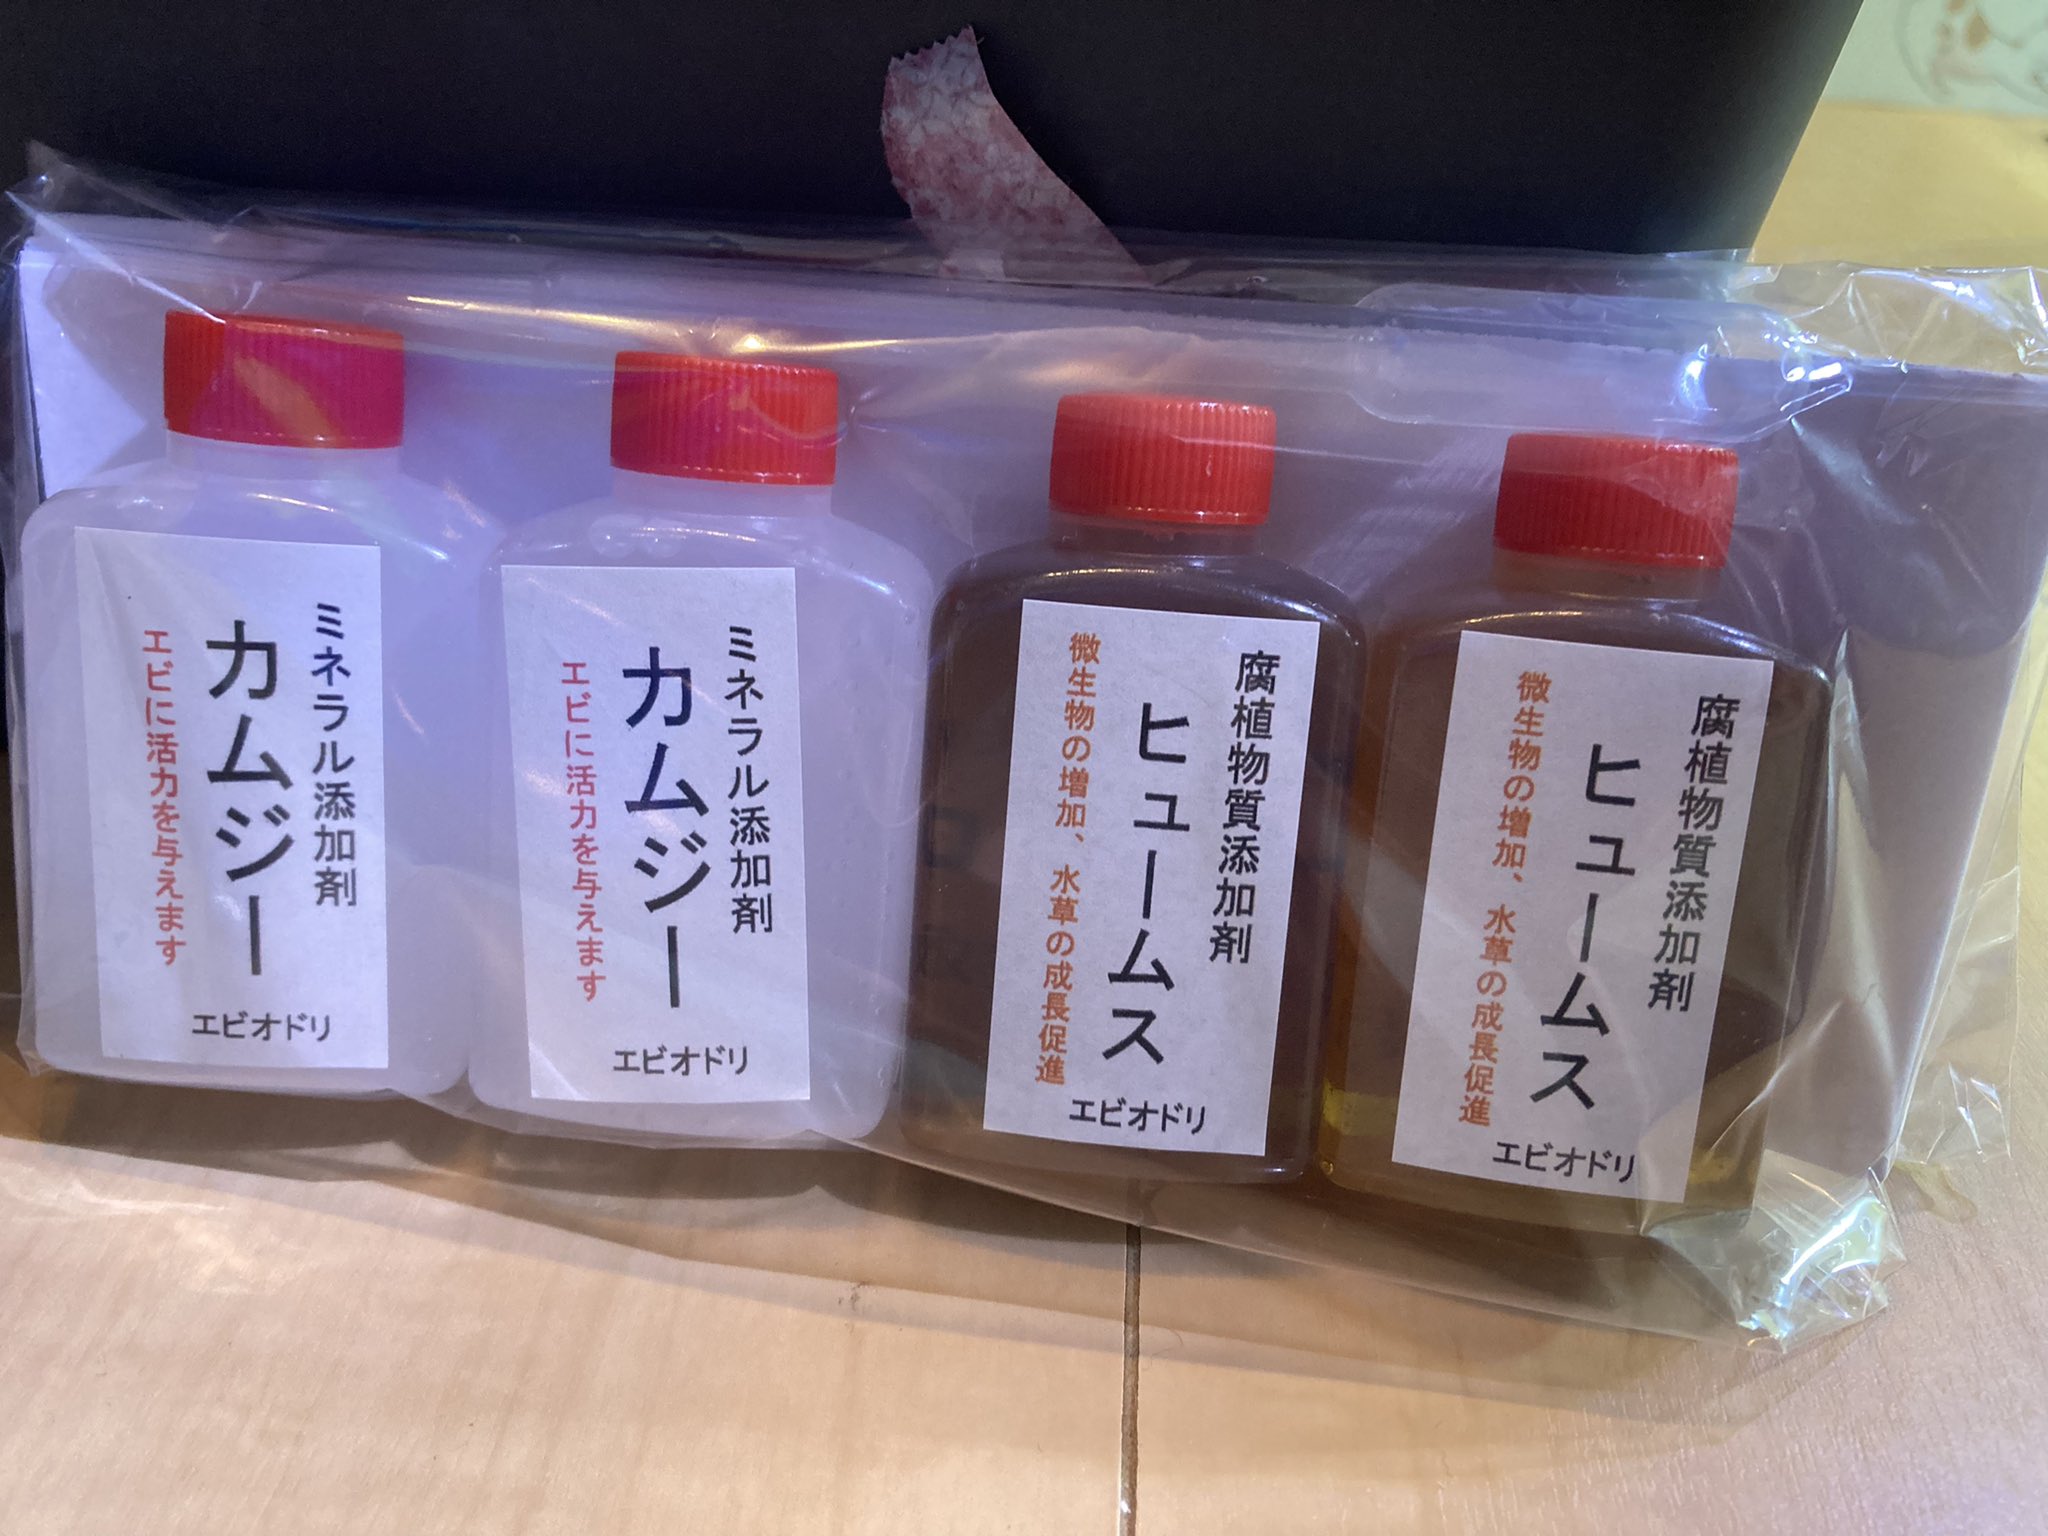 ミネラル添加剤
カムジー
エビに活力を与えます
エビオドリ
ミネラル添加剤
カムジー
エビに活力を与えます
エビオドリ
腐植物質添加剤
ヒュームス
微生物の増加、水草の成長促進
エビオドリ
腐植物質添加剤
ヒュームス
微生物の増加、水草の成長促進
エビオドリ